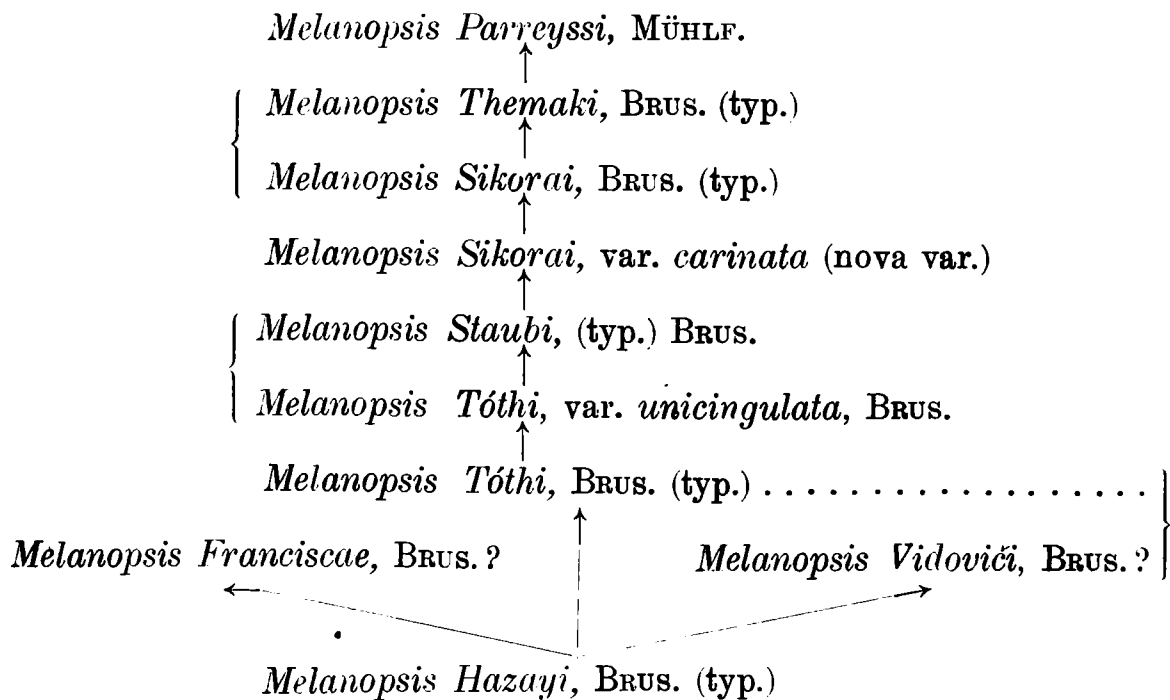 Melanopsis Parreyssi, MÜHLF.
Melanopsis Themaki, BRUS. (typ.)
Melanopsis Sikorai, BRUS. (typ.)
Melanopsis Sikorai, var. carinata (nova var.)
Melanopsis Staubi, (typ.) BRUS.
Melanopsis Tóthi, var. unicingulata, BRUS.
Melanopsis Tóthi, BRUS. (typ.) . . . . . . . . . . . . . . . . . . .
Melanopsis Franciscae, BRUS. ? Melanopsis Vidovići, BRUS. ?
Melanopsis Hazayi, BRUS. (typ.)